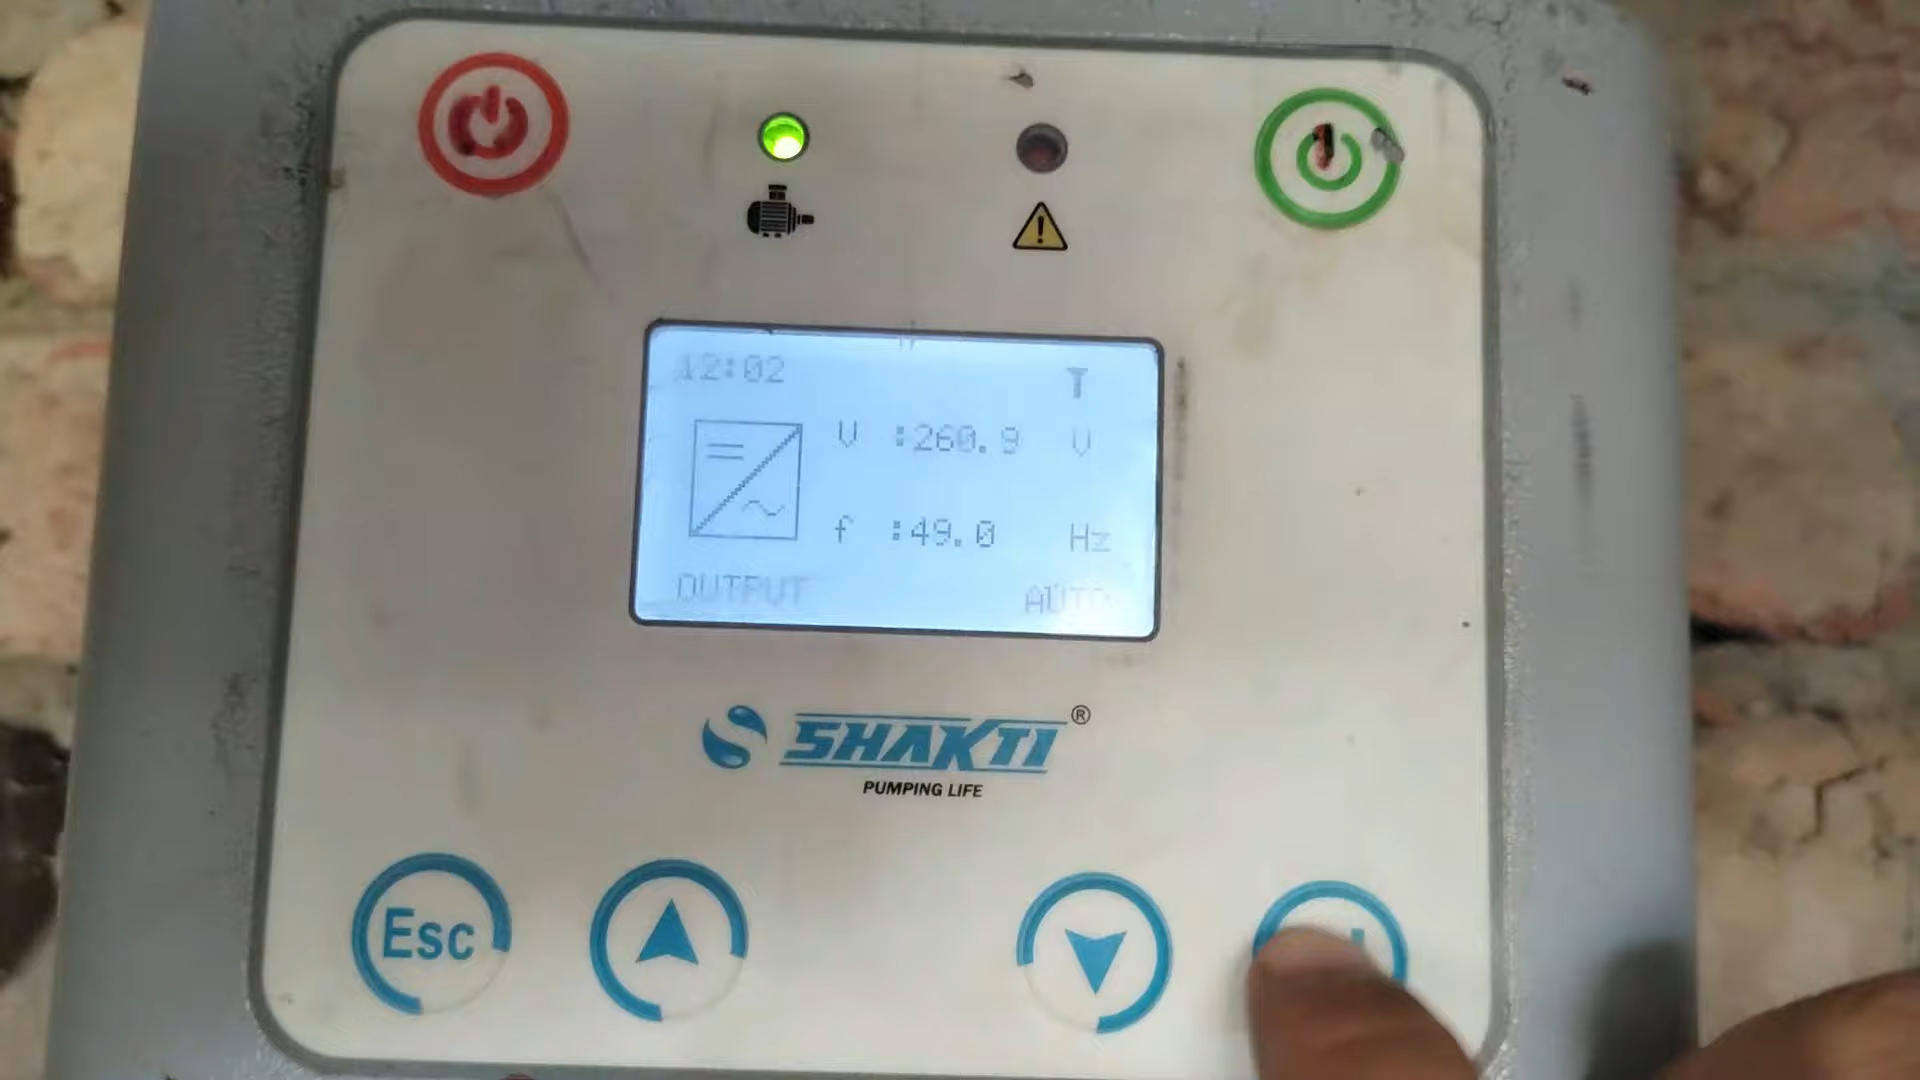 12:02
V :260.9 V
f :49.0 Hz
OUTPUT AUTO
SHAKTI®
PUMPING LIFE
Esc